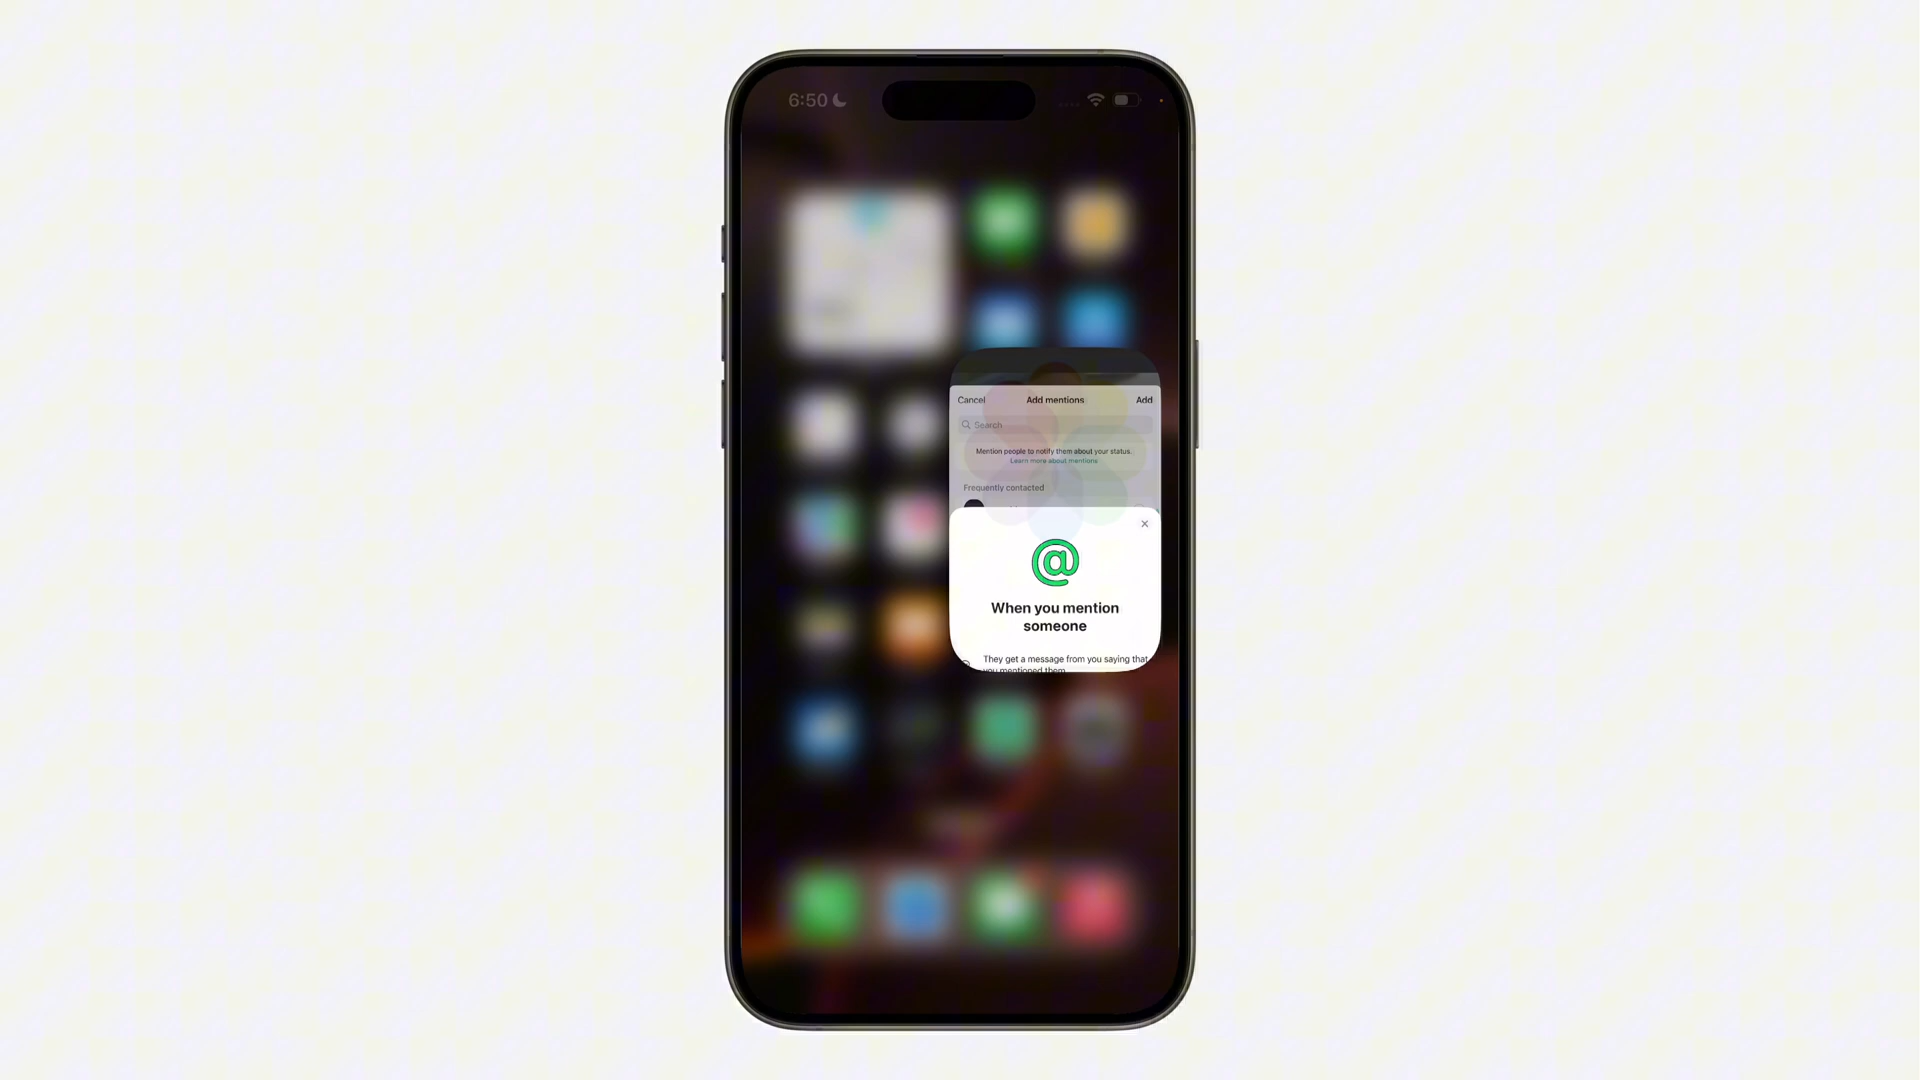 6:50
Cancel Add mentions Add
Search
Mention people to notify them about your status.
Learn more about mentions
Frequently contacted
@
When you mention
someone
They get a message from you saying that
you mentioned them